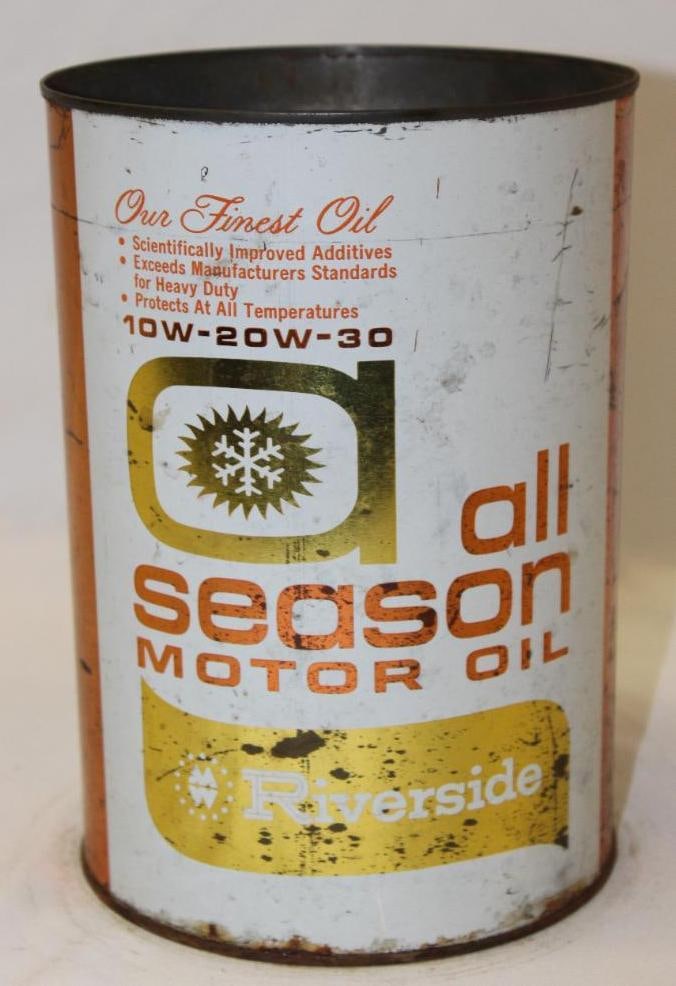 Our Finest Oil
• Scientifically Improved Additives
• Exceeds Manufacturers Standards
for Heavy Duty
• Protects At All Temperatures
10W-20W-30
a
all
season
MOTOR OIL
MW Riverside